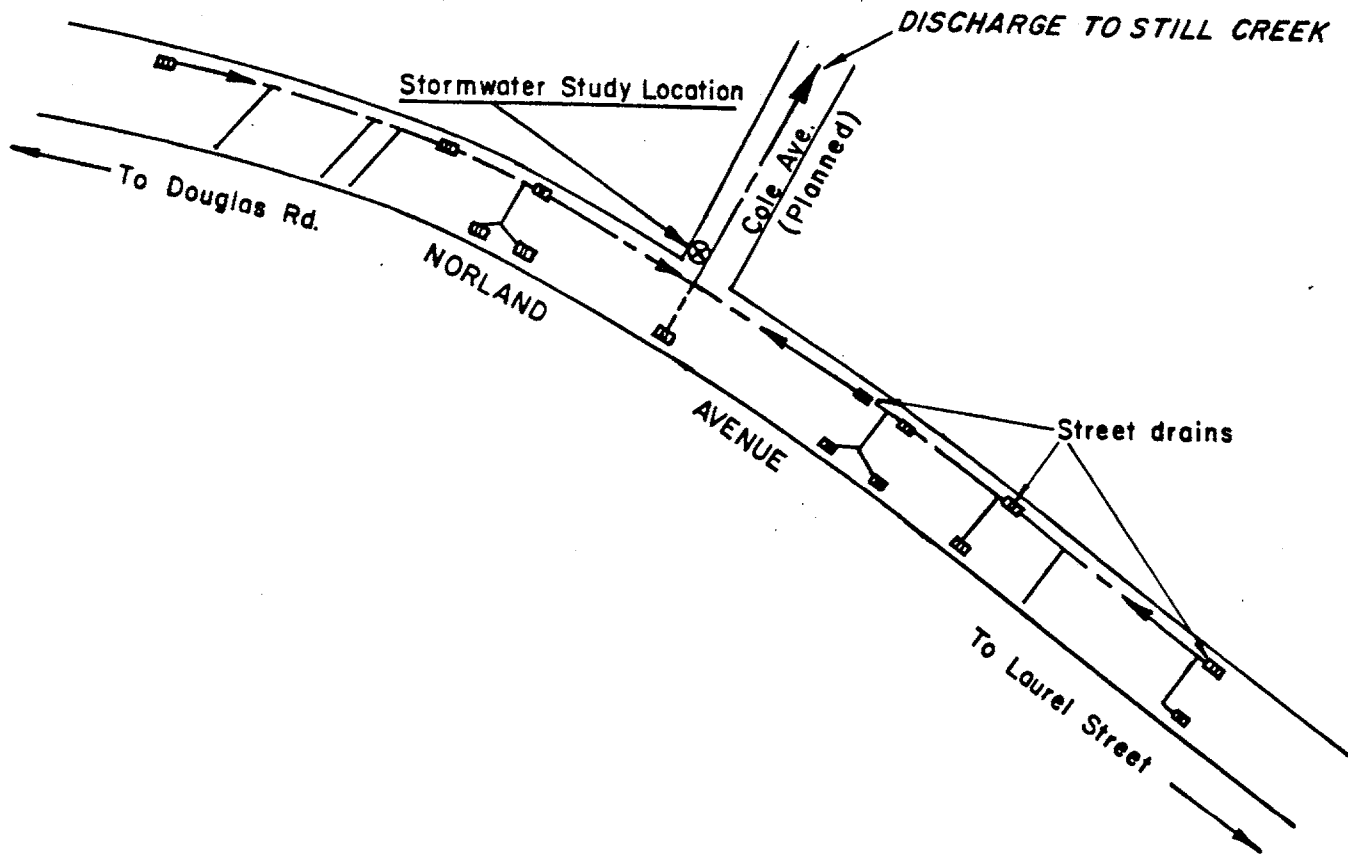 DISCHARGE TO STILL CREEK
Stormwater Study Location
Cole Ave.
(Planned)
To Douglas Rd.
NORLAND
AVENUE
Street drains
To Laurel Street